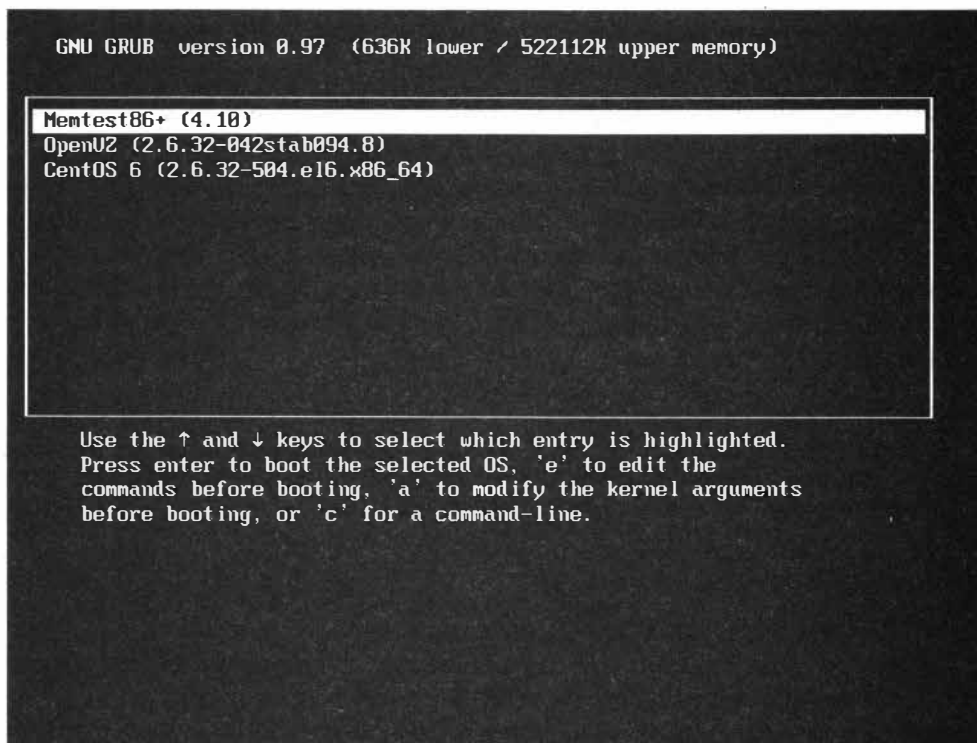 GNU GRUB version 0.97 (636K lower / 522112K upper memory)
Memtest86+ (4.10)
OpenVZ (2.6.32-042stab094.8)
CentOS 6 (2.6.32-504.el6.x86_64)
Use the ↑ and ↓ keys to select which entry is highlighted.
Press enter to boot the selected OS, 'e' to edit the
commands before booting, 'a' to modify the kernel arguments
before booting, or 'c' for a command-line.